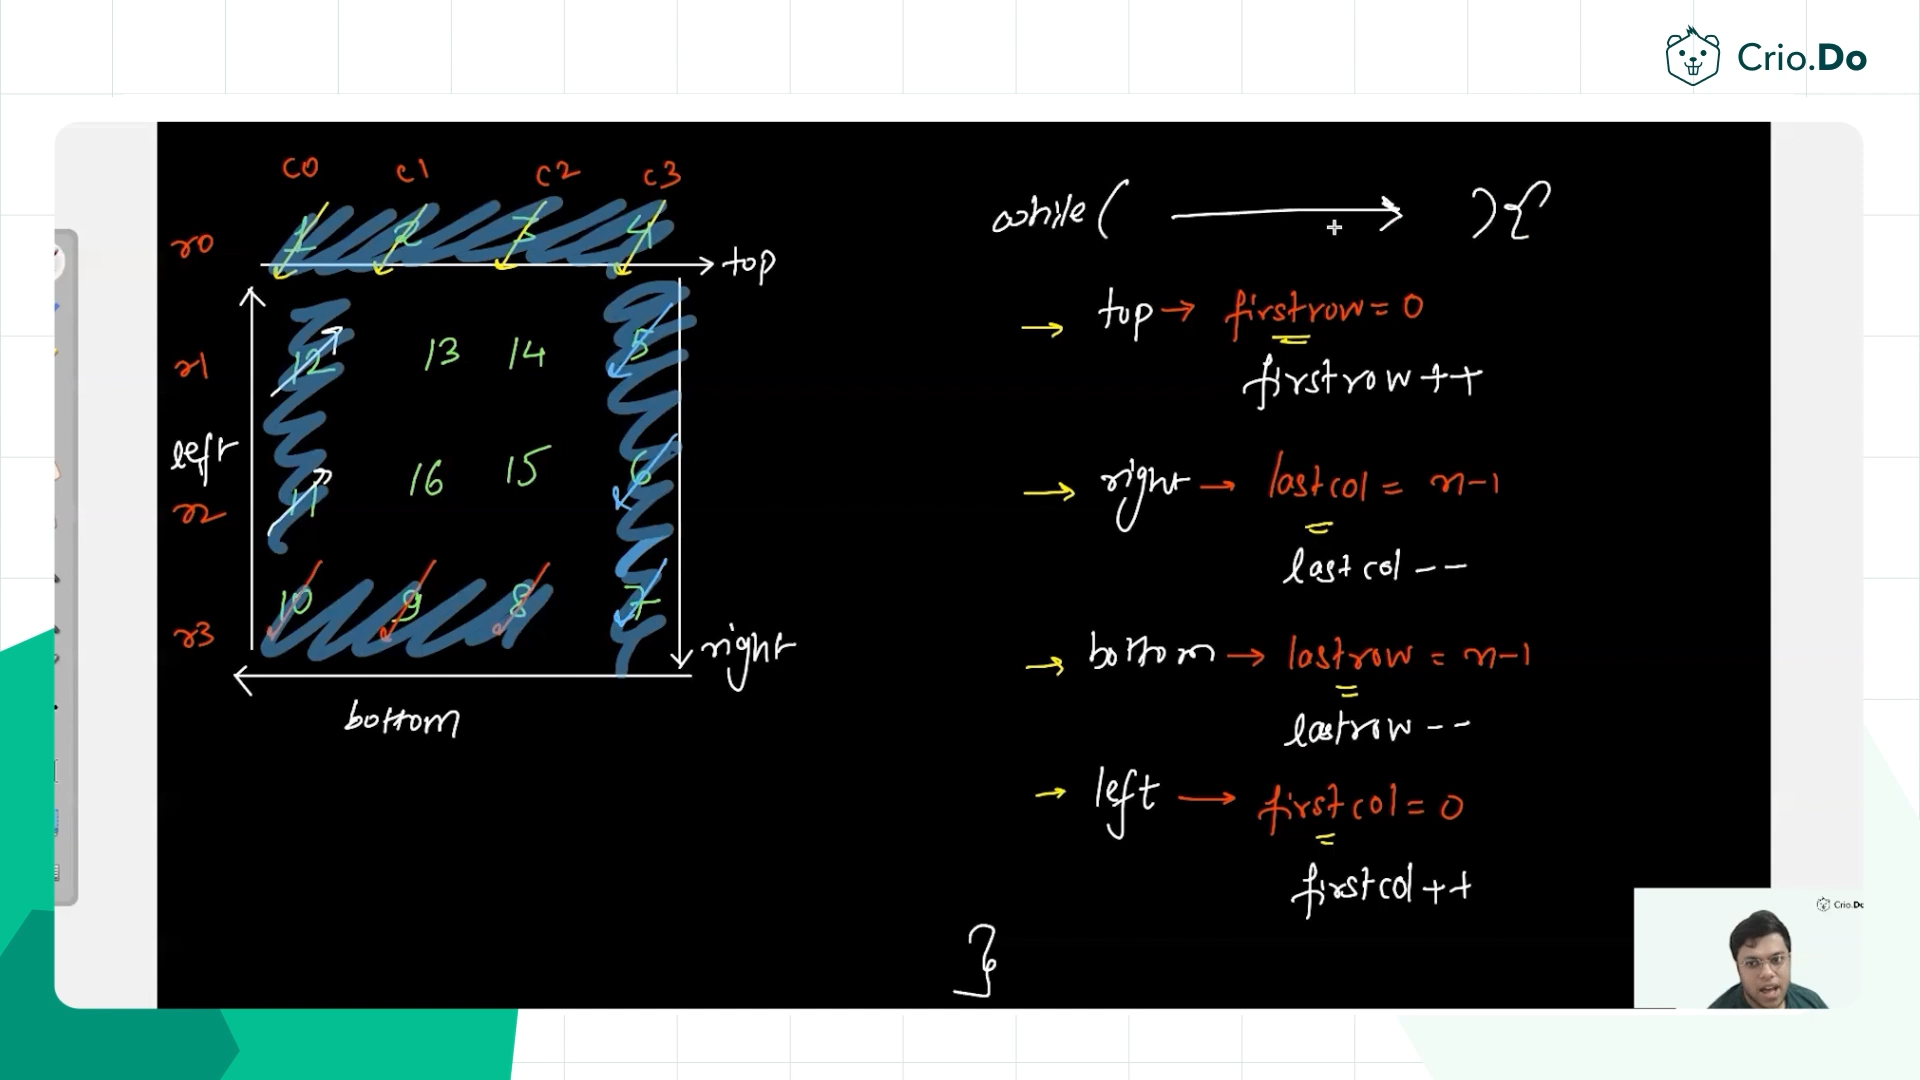 Crio.Do
c0 c1 c2 c3
r0 1 2 3 4
top
r1 12 13 14 5
left
r2 11 16 15 6
r3 10 9 8 7
right
bottom
while( ){
top → firstrow = 0
firstrow++
right → lastcol = n-1
lastcol--
bottom → lastrow = n-1
lastrow--
left → firstcol = 0
firstcol++
}
Crio.Do